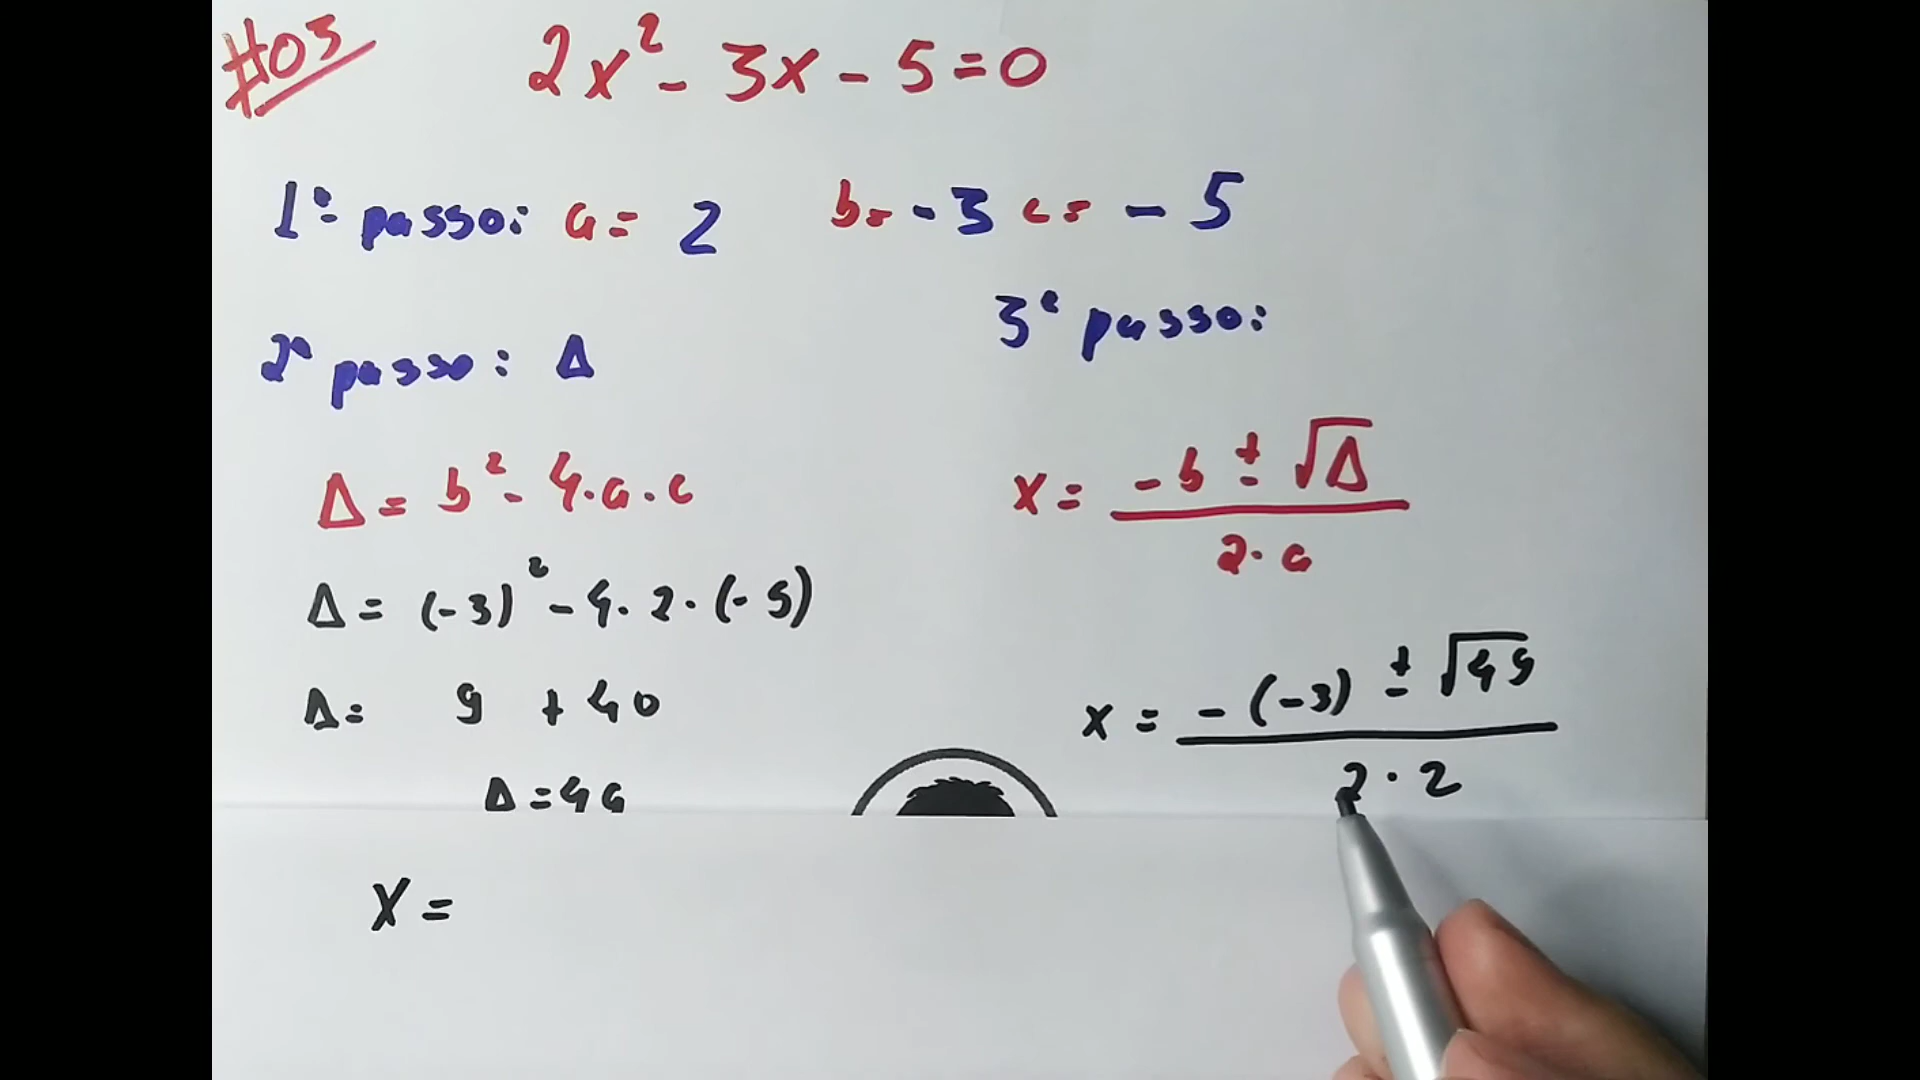 #03
2x² - 3x - 5 = 0
1º passo: a = 2 b = -3 c = -5
2º passo: Δ
Δ = b² - 4.a.c
Δ = (-3)² - 4.2.(-5)
Δ = 9 + 40
Δ = 49
3º passo:
x = -b ± √Δ / 2.a
x = -(-3) ± √49 / 2.2
X =